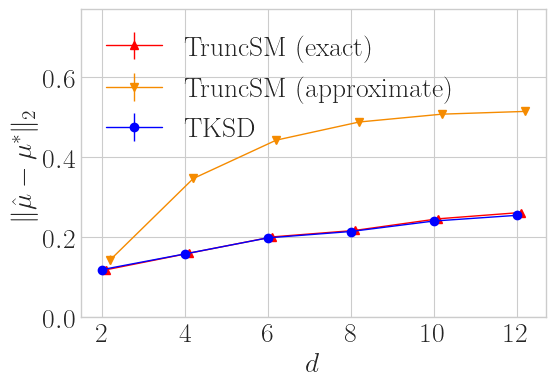 TruncSM (exact)
TruncSM (approximate)
TKSD
‖μ̂ − μ*‖₂
0.6
0.4
0.2
0.0
2 4 6 8 10 12
d